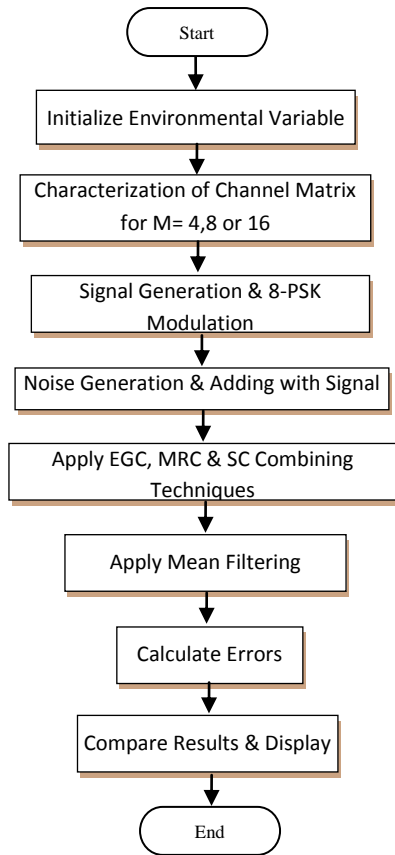 Start
Initialize Environmental Variable
Characterization of Channel Matrix
for M= 4,8 or 16
Signal Generation & 8-PSK
Modulation
Noise Generation & Adding with Signal
Apply EGC, MRC & SC Combining
Techniques
Apply Mean Filtering
Calculate Errors
Compare Results & Display
End